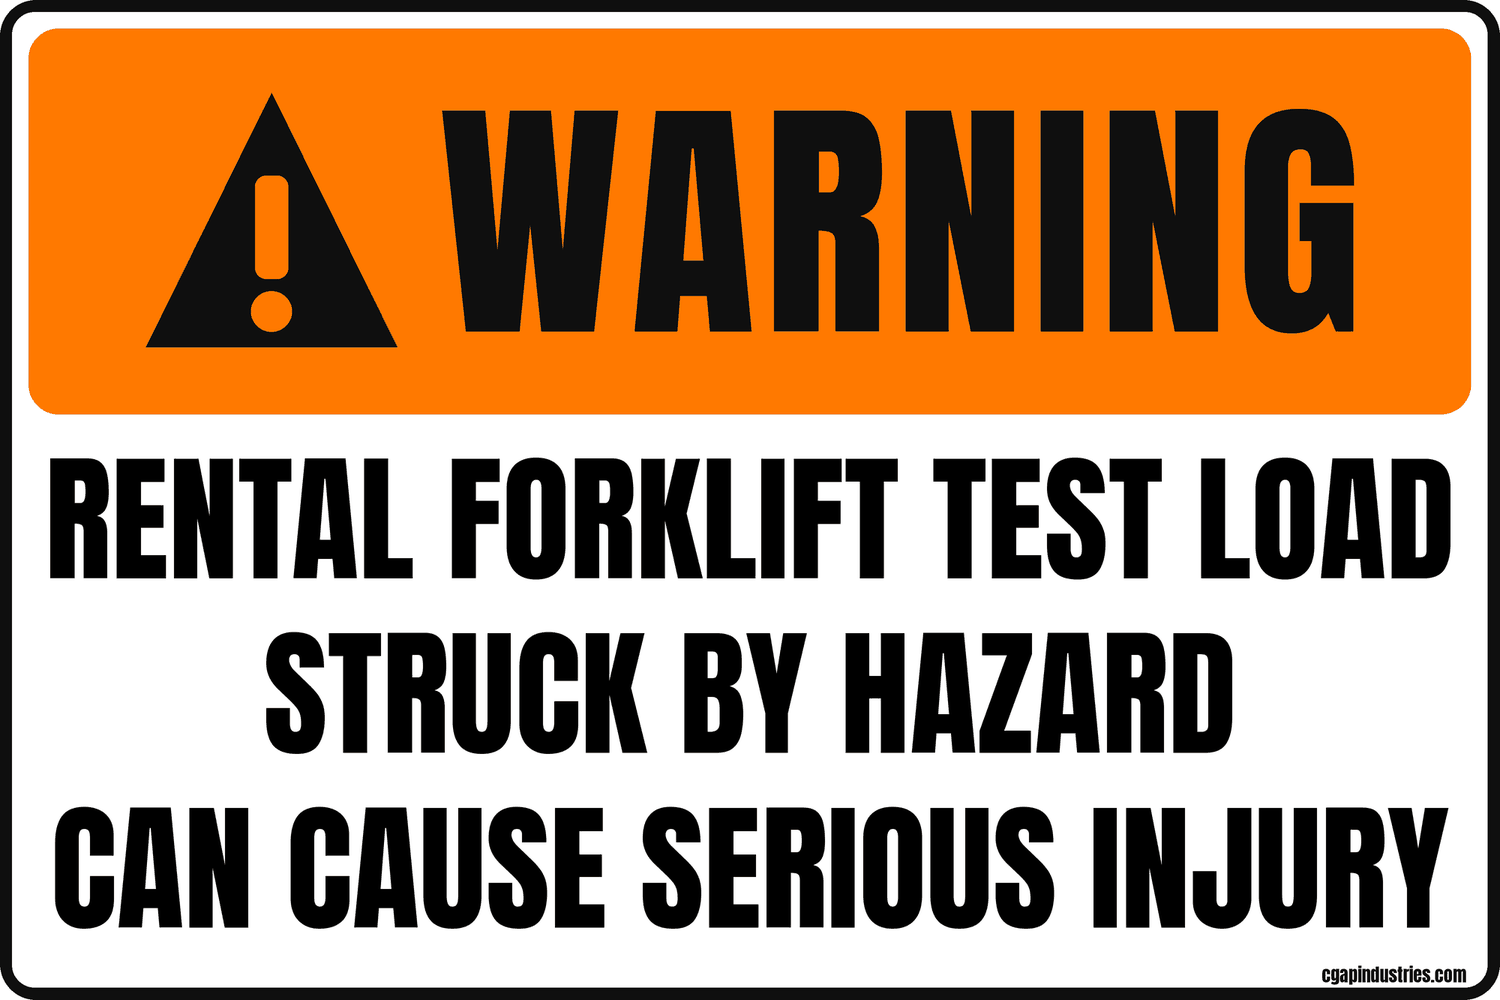 WARNING
RENTAL FORKLIFT TEST LOAD
STRUCK BY HAZARD
CAN CAUSE SERIOUS INJURY
cgapindustries.com